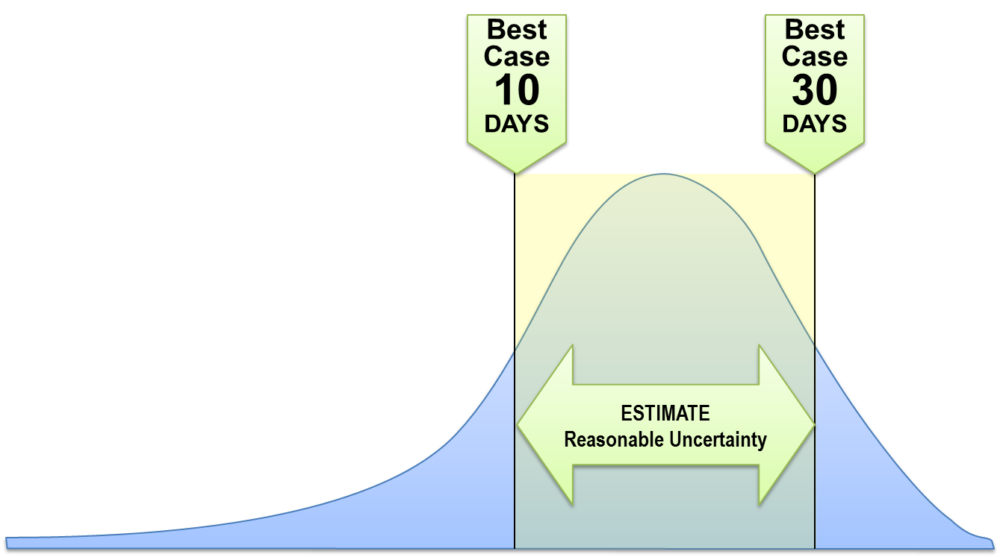 Best
Case
10
DAYS
Best
Case
30
DAYS
ESTIMATE
Reasonable Uncertainty